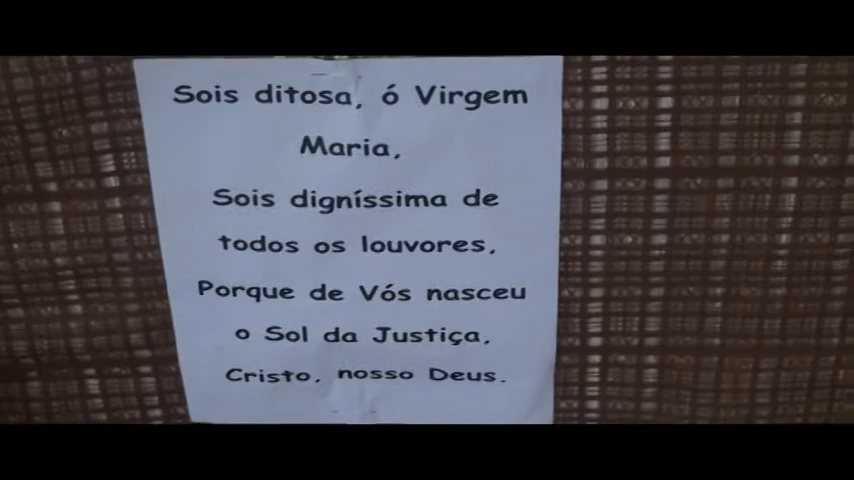 Sois ditosa, ó Virgem
Maria,
Sois digníssima de
todos os louvores,
Porque de Vós nasceu
o Sol da Justiça,
Cristo, nosso Deus.